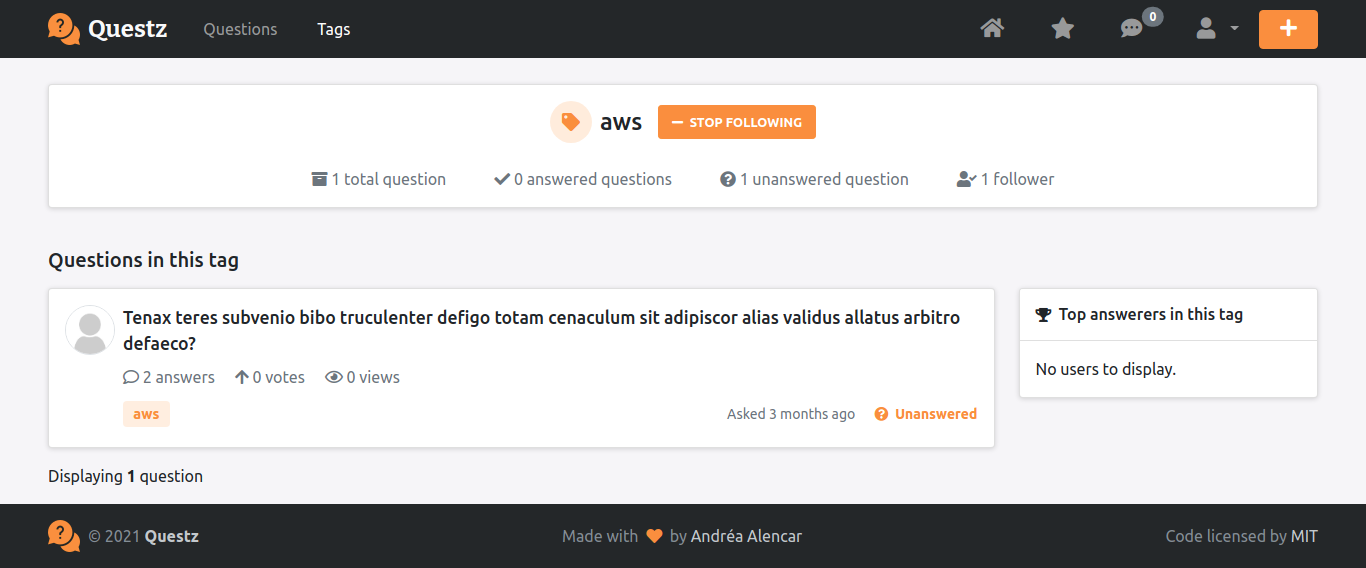 Questz Questions Tags 0
aws STOP FOLLOWING
1 total question 0 answered questions 1 unanswered question 1 follower
Questions in this tag
Tenax teres subvenio bibo truculenter defigo totam cenaculum sit adipiscor alias validus allatus arbitro
defaeco?
2 answers 0 votes 0 views
aws Asked 3 months ago Unanswered
Top answerers in this tag
No users to display.
Displaying 1 question
© 2021 Questz Made with by Andréa Alencar Code licensed by MIT